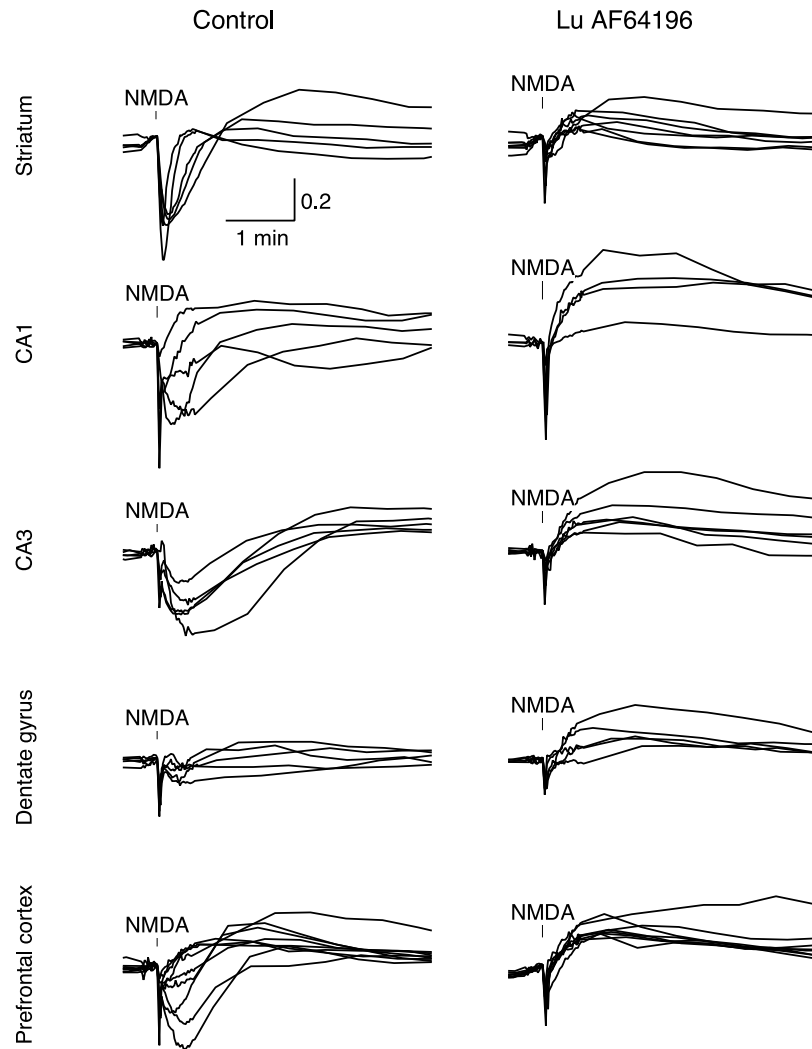 Control Lu AF64196
Striatum
NMDA NMDA
0.2
1 min
CA1
NMDA NMDA
CA3
NMDA NMDA
Dentate gyrus
NMDA NMDA
Prefrontal cortex
NMDA NMDA